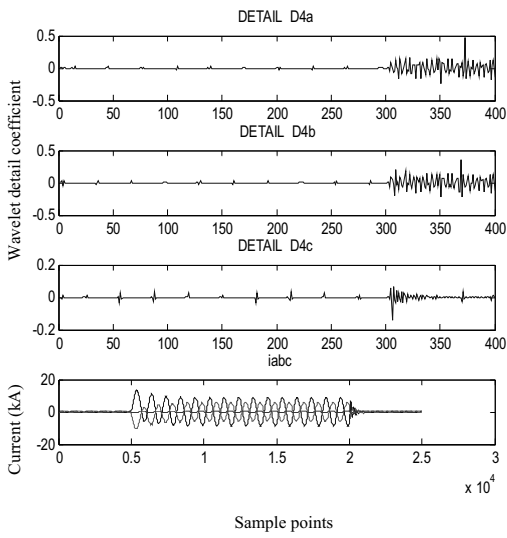 DETAIL D4a
0.5
0
-0.5
0 50 100 150 200 250 300 350 400
DETAIL D4b
0.5
0
-0.5
0 50 100 150 200 250 300 350 400
DETAIL D4c
0.2
0
-0.2
0 50 100 150 200 250 300 350 400
Wavelet detail coefficient
iabc
20
0
-20
0 0.5 1 1.5 2 2.5 3
x 10⁴
Current (kA)
Sample points